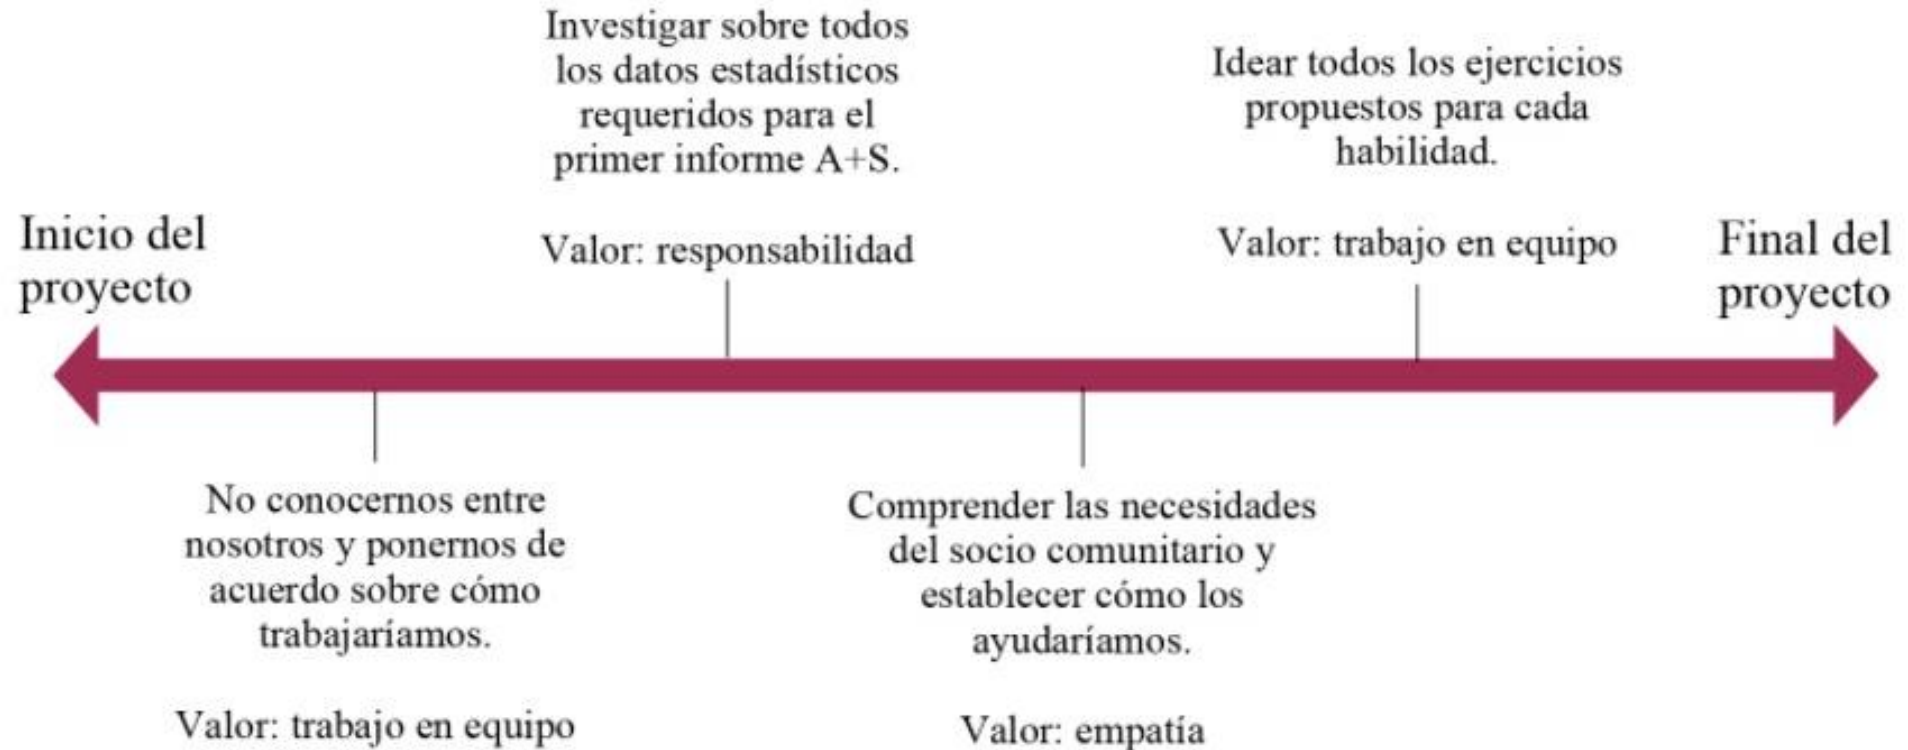 Inicio del
proyecto
No conocernos entre
nosotros y ponernos de
acuerdo sobre cómo
trabajaríamos.
Valor: trabajo en equipo
Investigar sobre todos
los datos estadísticos
requeridos para el
primer informe A+S.
Valor: responsabilidad
Comprender las necesidades
del socio comunitario y
establecer cómo los
ayudaríamos.
Valor: empatía
Idear todos los ejercicios
propuestos para cada
habilidad.
Valor: trabajo en equipo
Final del
proyecto